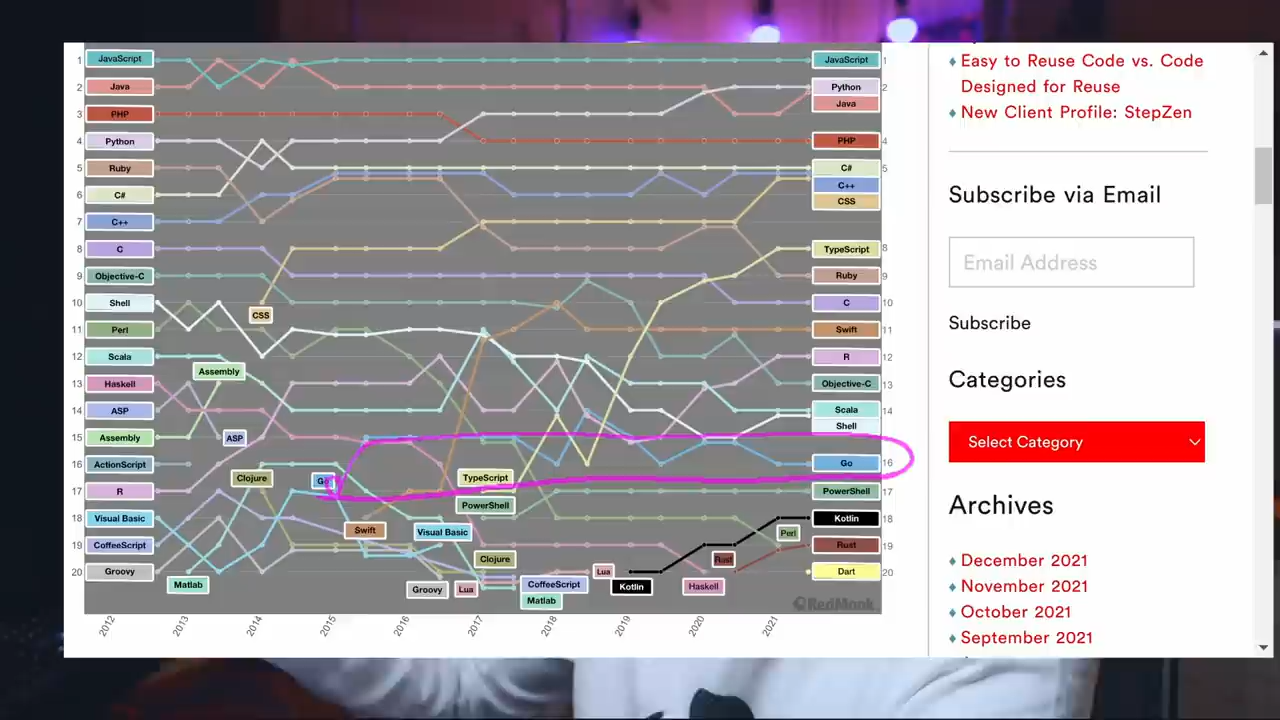 1 JavaScript JavaScript 1
2 Java Python 2
Java
3 PHP PHP 4
4 Python C# 5
5 Ruby C++
6 C# CSS
7 C++ TypeScript 8
8 C Ruby 9
9 Objective-C C 10
10 Shell Swift 11
11 Perl R 12
12 Scala Objective-C 13
13 Haskell Scala 14
14 ASP Shell
15 Assembly Go 16
16 ActionScript PowerShell 17
17 R Kotlin 18
18 Visual Basic Rust 19
19 CoffeeScript Dart 20
20 Groovy
CSS
Assembly
ASP
Clojure
Go
TypeScript
PowerShell
Swift
Visual Basic
Perl
Clojure
Rust
Matlab
Groovy
Lua
CoffeeScript
Matlab
Lua
Kotlin
Haskell
RedMonk
2012 2013 2014 2015 2016 2017 2018 2019 2020 2021
Easy to Reuse Code vs. Code
Designed for Reuse
New Client Profile: StepZen
Subscribe via Email
Email Address
Subscribe
Categories
Select Category
Archives
December 2021
November 2021
October 2021
September 2021